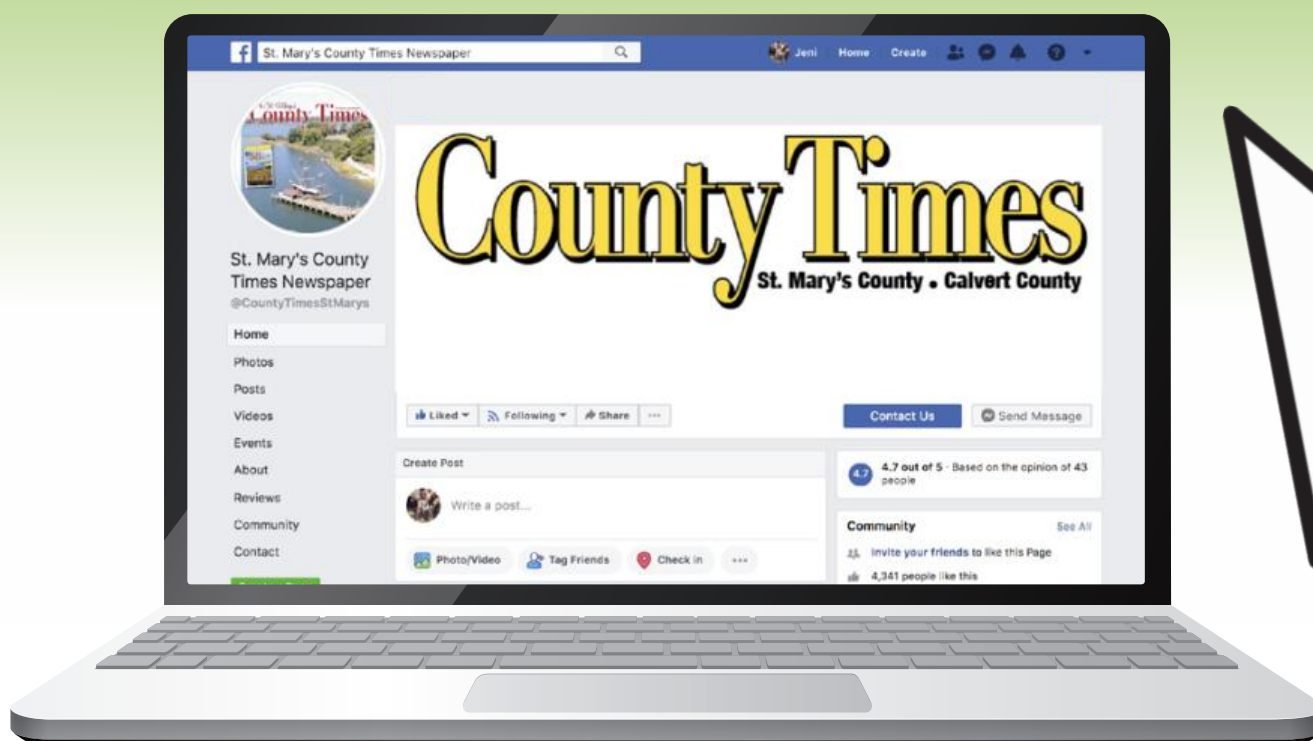 St. Mary's County Times Newspaper
Jeni Home Create
County Times
County Times
St. Mary's County • Calvert County
St. Mary's County
Times Newspaper
@CountyTimesStMarys
Home
Photos
Posts
Videos
Events
About
Reviews
Community
Contact
Liked Following Share ...
Contact Us Send Message
Create Post
Write a post...
Photo/Video Tag Friends Check in ...
4.7 4.7 out of 5 · Based on the opinion of 43
people
Community See All
Invite your friends to like this Page
4,341 people like this